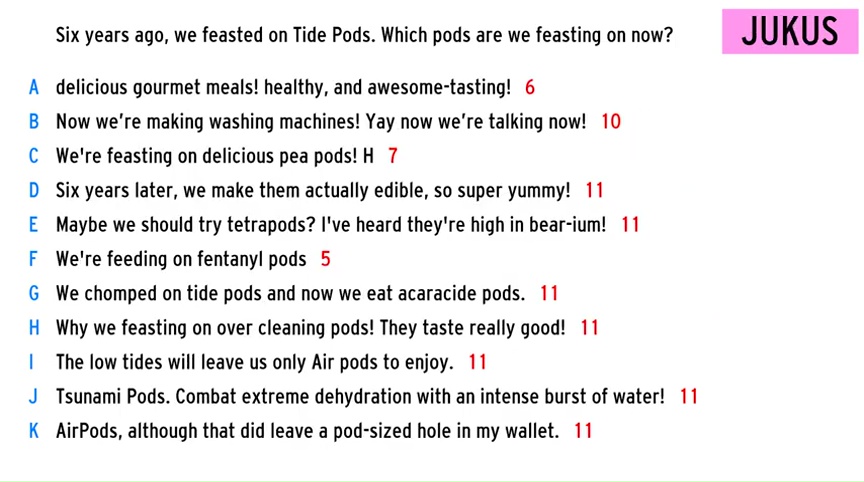 Six years ago, we feasted on Tide Pods. Which pods are we feasting on now?
JUKUS
A delicious gourmet meals! healthy, and awesome-tasting! 6
B Now we're making washing machines! Yay now we're talking now! 10
C We're feasting on delicious pea pods! H 7
D Six years later, we make them actually edible, so super yummy! 11
E Maybe we should try tetrapods? I've heard they're high in bear-ium! 11
F We're feeding on fentanyl pods 5
G We chomped on tide pods and now we eat acaracide pods. 11
H Why we feasting on over cleaning pods! They taste really good! 11
I The low tides will leave us only Air pods to enjoy. 11
J Tsunami Pods. Combat extreme dehydration with an intense burst of water! 11
K AirPods, although that did leave a pod-sized hole in my wallet. 11